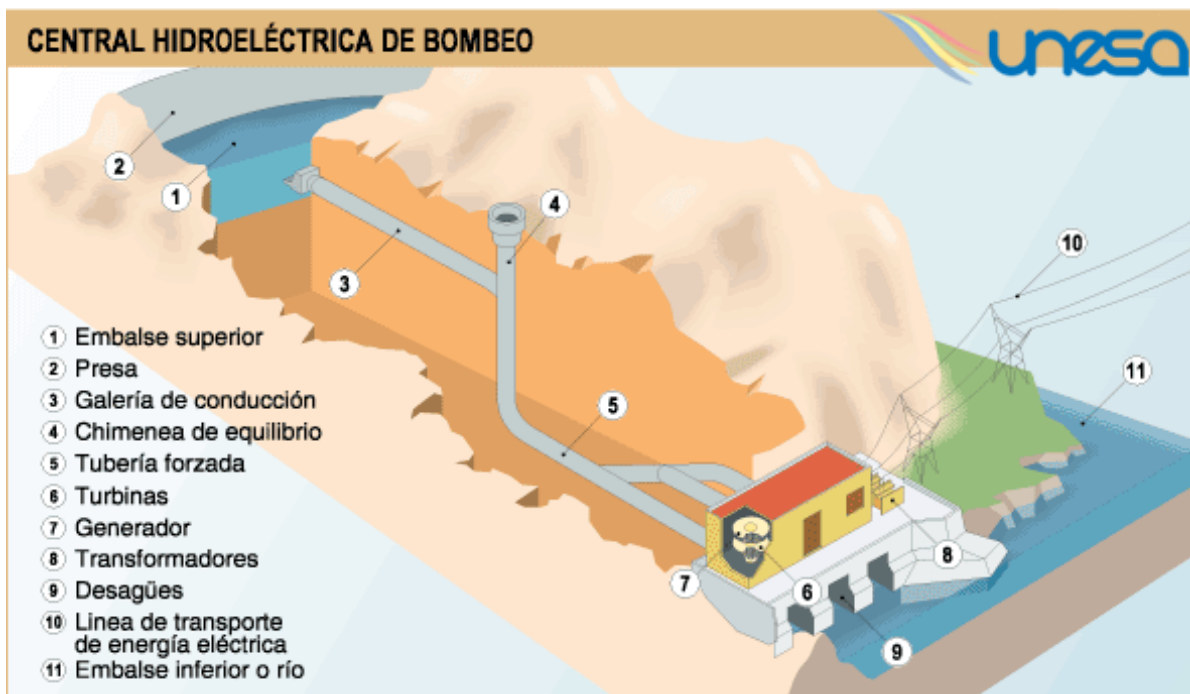 CENTRAL HIDROELÉCTRICA DE BOMBEO
unesa
2
1
4
10
3
11
5
1 Embalse superior
2 Presa
3 Galería de conducción
4 Chimenea de equilibrio
5 Tubería forzada
6 Turbinas
7 Generador
8 Transformadores
9 Desagües
10 Linea de transporte
de energía eléctrica
11 Embalse inferior o río
8
7
6
9